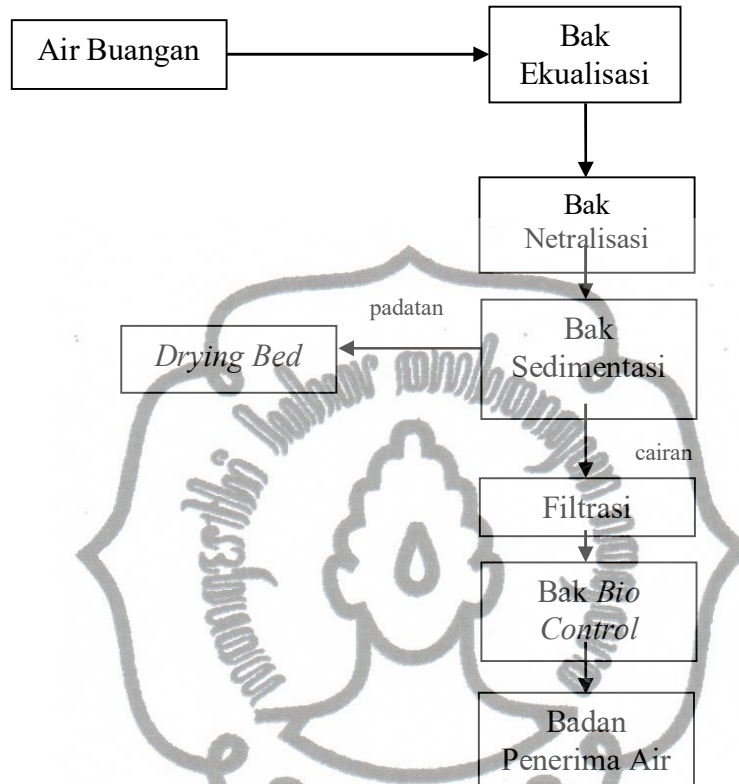 Air Buangan
Bak
Ekualisasi
Bak
Netralisasi
padatan
Drying Bed
Bak
Sedimentasi
cairan
Filtrasi
Bak Bio
Control
Badan
Penerima Air